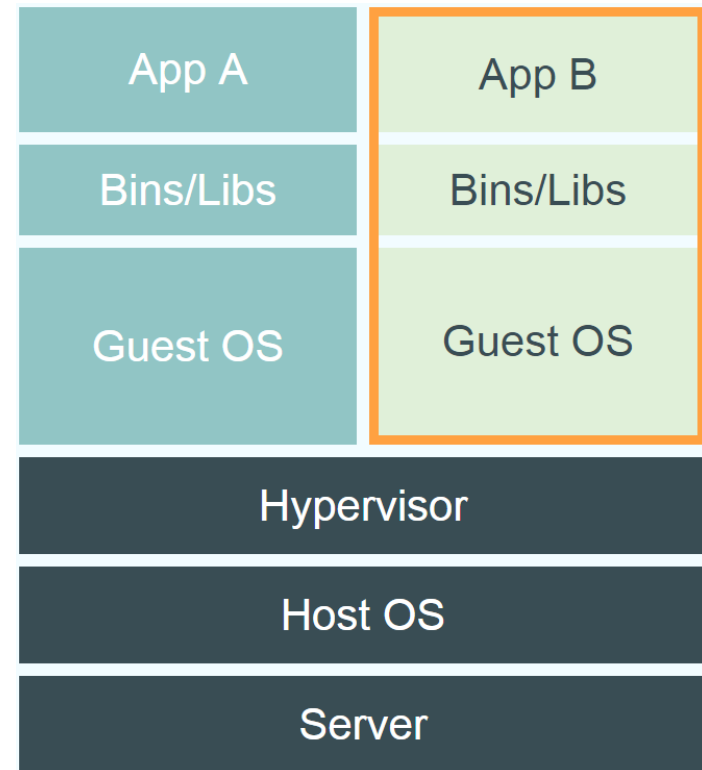 App A
App B
Bins/Libs
Bins/Libs
Guest OS
Guest OS
Hypervisor
Host OS
Server